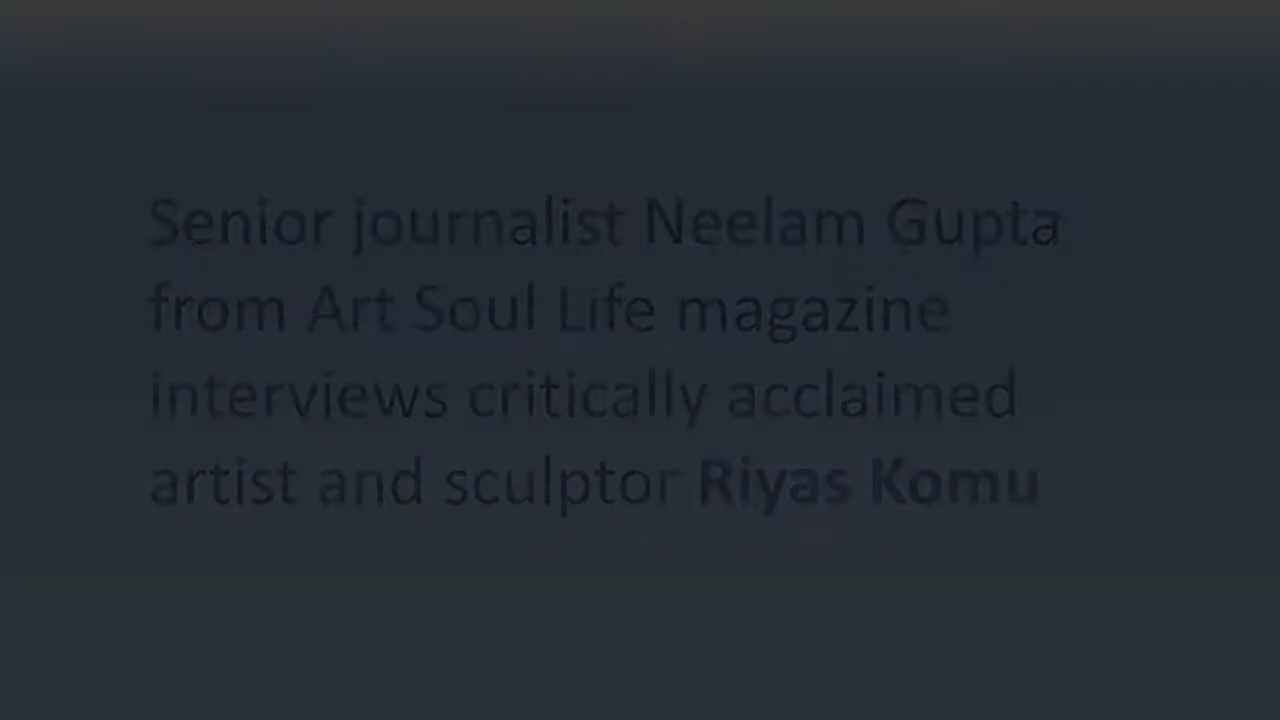 Senior journalist Neelam Gupta
from Art Soul Life magazine
interviews critically acclaimed
artist and sculptor Riyas Komu